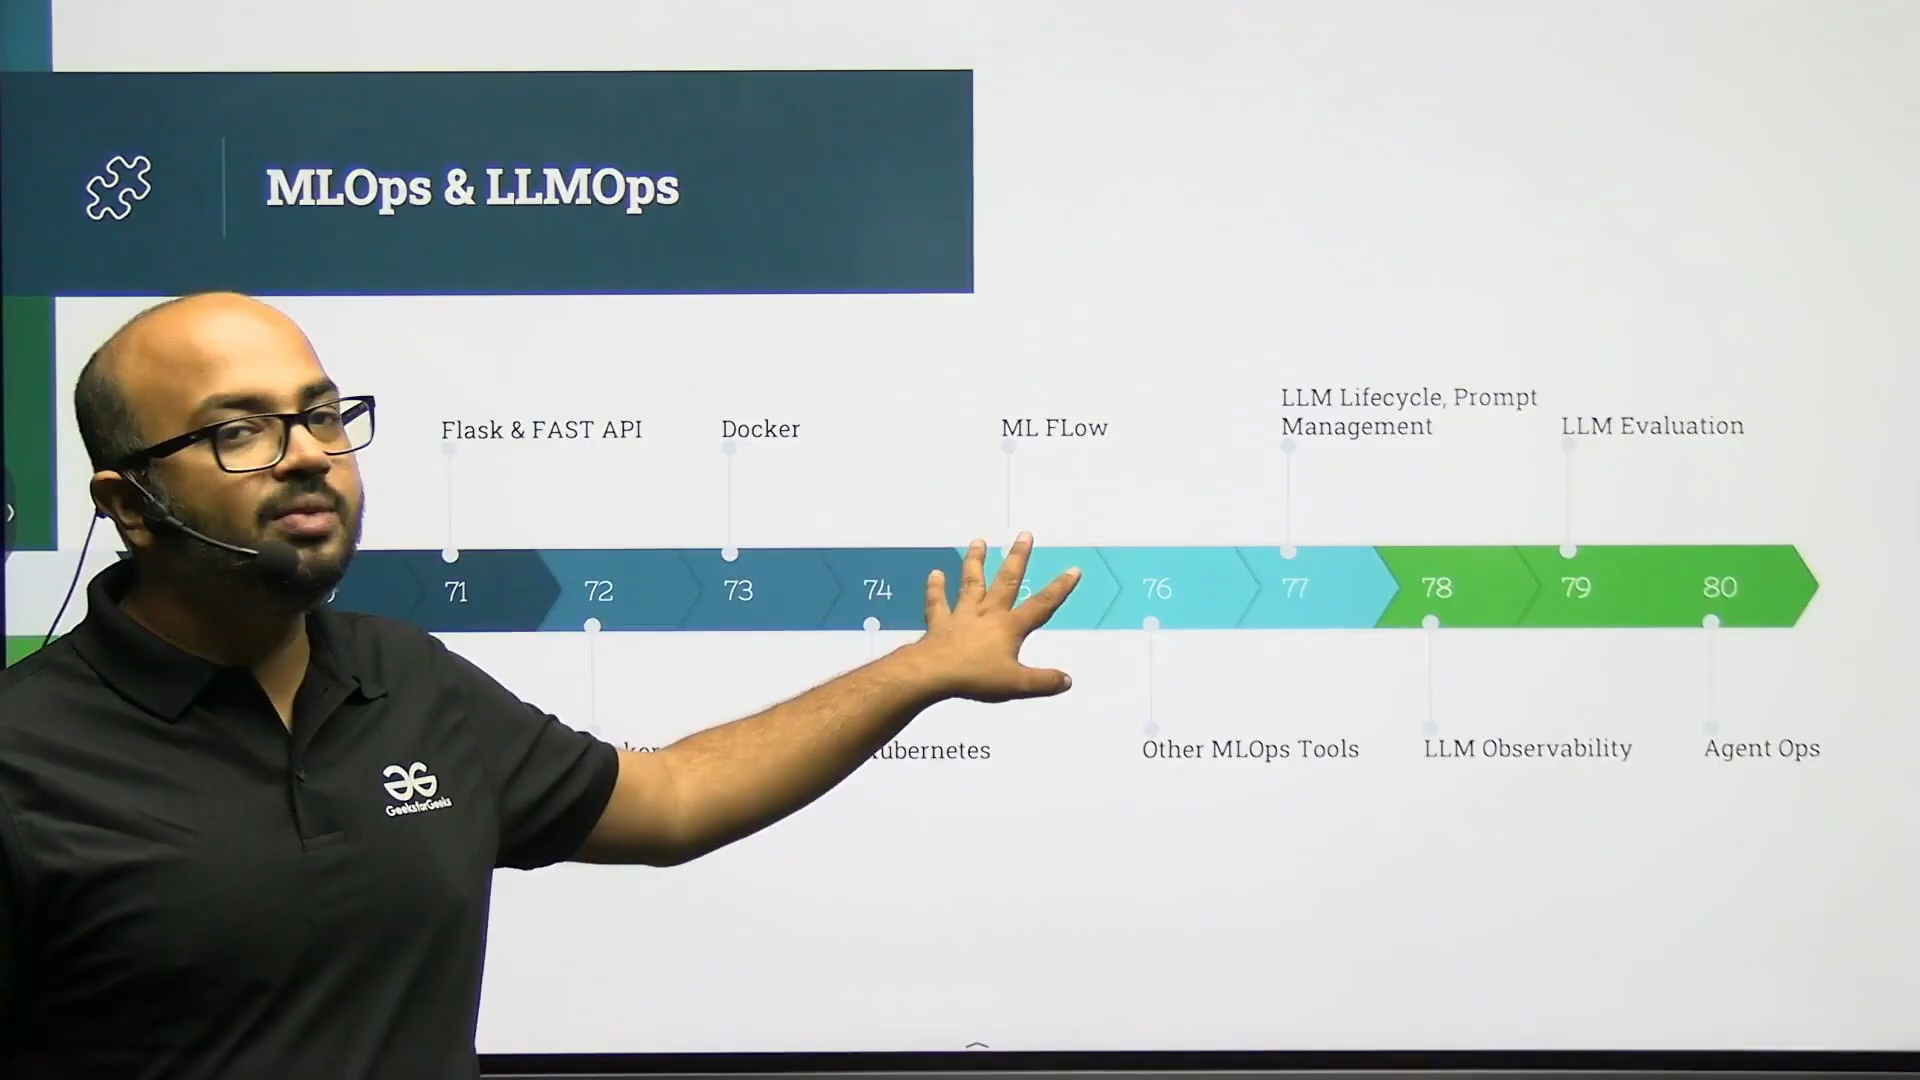 MLOps & LLMOps
Flask & FAST API
Docker
ML FLow
LLM Lifecycle, Prompt
Management
LLM Evaluation
71
72
73
74
76
77
78
79
80
Other MLOps Tools
LLM Observability
Agent Ops
GeeksforGeeks